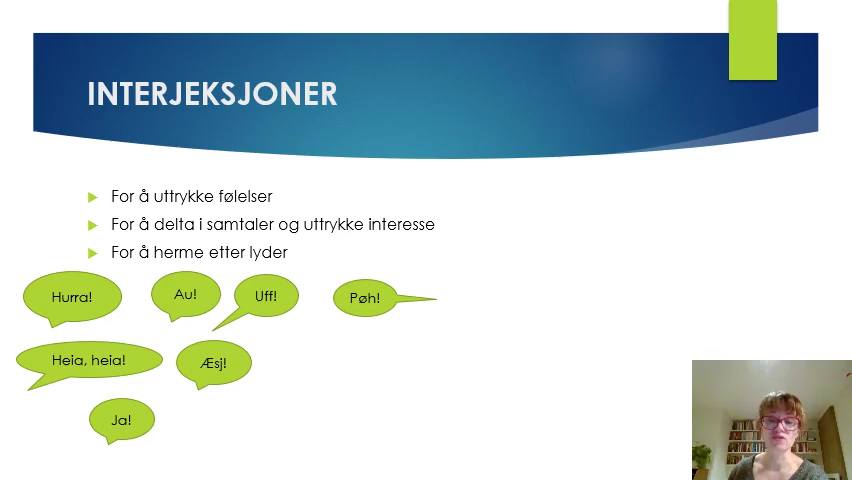 INTERJEKSJONER
For å uttrykke følelser
For å delta i samtaler og uttrykke interesse
For å herme etter lyder
Hurra!
Au!
Uff!
Pøh!
Heia, heia!
Æsj!
Ja!